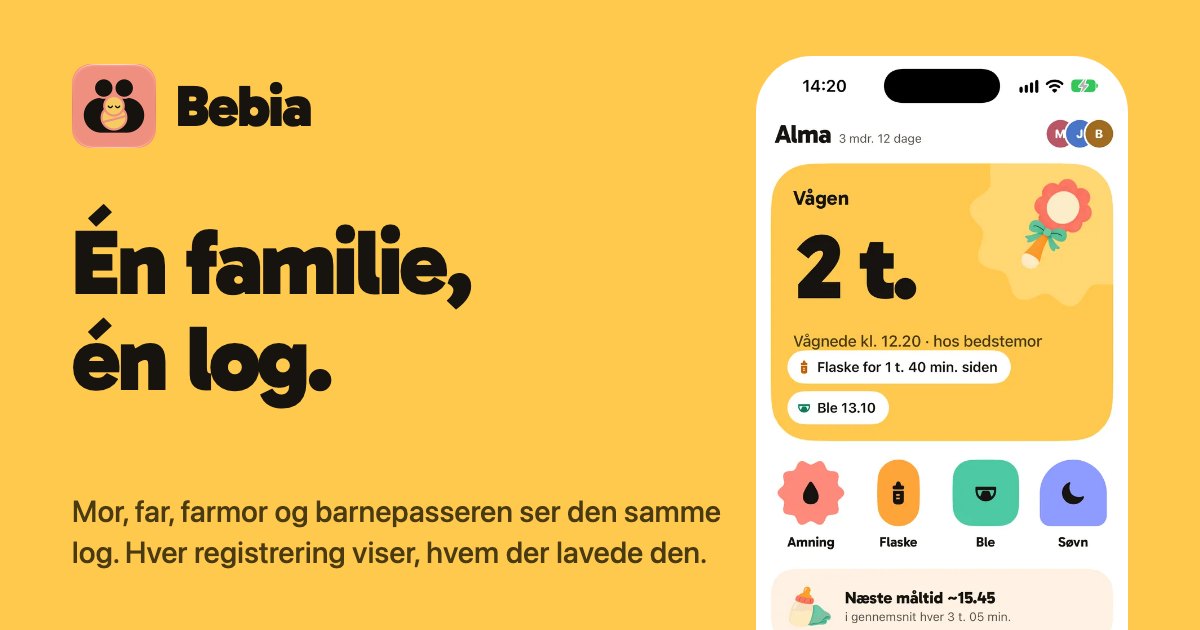 Bebia
Én familie,
én log.
Mor, far, farmor og barnepasseren ser den samme
log. Hver registrering viser, hvem der lavede den.
14:20
Alma 3 mdr. 12 dage
M J B
Vågen
2 t.
Vågnede kl. 12.20 · hos bedstemor
Flaske for 1 t. 40 min. siden
Ble 13.10
Amning Flaske Ble Søvn
Næste måltid ~15.45
i gennemsnit hver 3 t. 05 min.